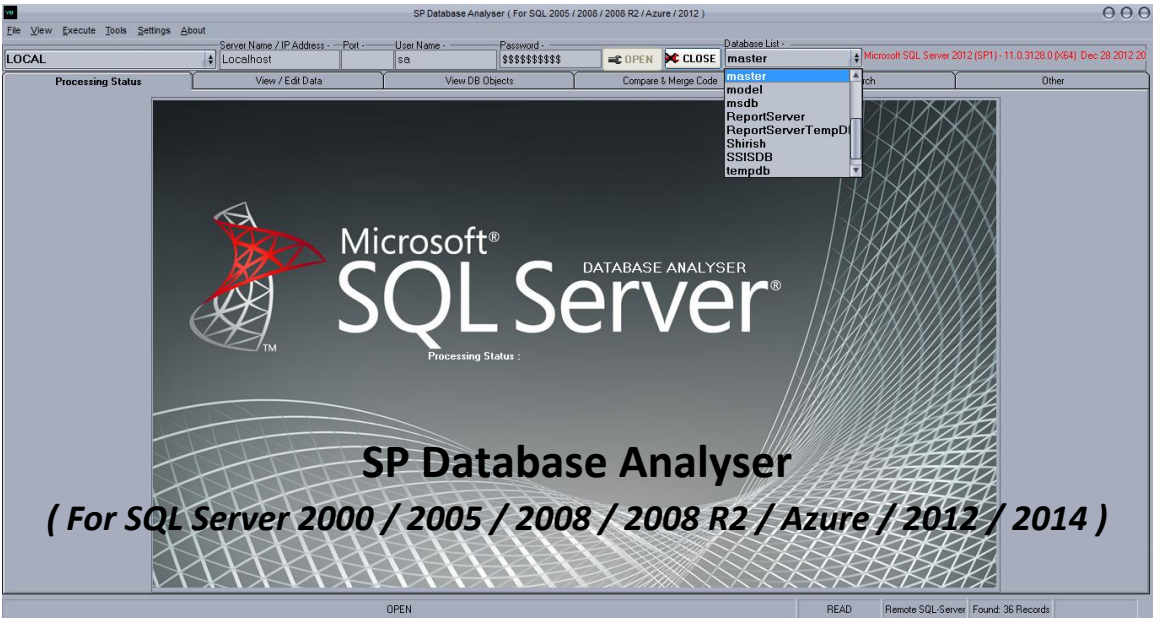 SP Database Analyser ( For SQL 2005 / 2008 / 2008 R2 / Azure / 2012 )
File View Execute Tools Settings About
Server Name / IP Address - Port - User Name - Password - Database List -
LOCAL Localhost sa $$$$$$$$$$ OPEN CLOSE master Microsoft SQL Server 2012 (SP1) - 11.0.3128.0 (X64) Dec 28 2012 20
Processing Status View / Edit Data View DB Objects Compare & Merge Code rch Other
master
model
msdb
ReportServer
ReportServerTempD
Shirish
SSISDB
tempdb
Microsoft®
SQL Server®
DATABASE ANALYSER
TM
Processing Status :
SP Database Analyser
( For SQL Server 2000 / 2005 / 2008 / 2008 R2 / Azure / 2012 / 2014 )
OPEN READ Remote SQL-Server Found: 36 Records